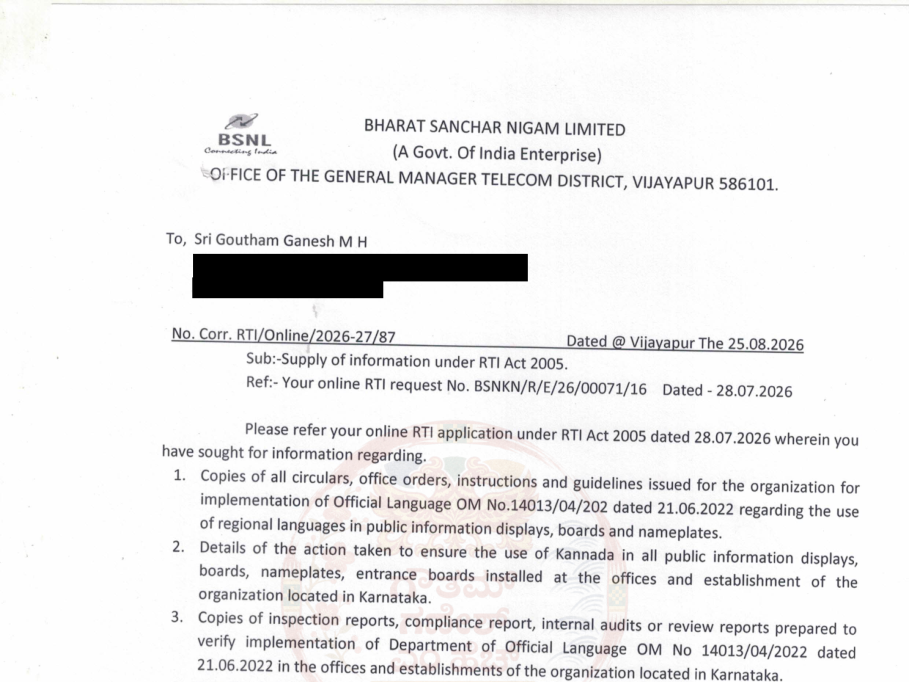 BSNL
Connecting India
BHARAT SANCHAR NIGAM LIMITED
(A Govt. Of India Enterprise)
OFFICE OF THE GENERAL MANAGER TELECOM DISTRICT, VIJAYAPUR 586101.
To, Sri Goutham Ganesh M H
No. Corr. RTI/Online/2026-27/87 Dated @ Vijayapur The 25.08.2026
Sub:-Supply of information under RTI Act 2005.
Ref:- Your online RTI request No. BSNKN/R/E/26/00071/16 Dated - 28.07.2026
Please refer your online RTI application under RTI Act 2005 dated 28.07.2026 wherein you
have sought for information regarding.
1. Copies of all circulars, office orders, instructions and guidelines issued for the organization for
implementation of Official Language OM No.14013/04/202 dated 21.06.2022 regarding the use
of regional languages in public information displays, boards and nameplates.
2. Details of the action taken to ensure the use of Kannada in all public information displays,
boards, nameplates, entrance boards installed at the offices and establishment of the
organization located in Karnataka.
3. Copies of inspection reports, compliance report, internal audits or review reports prepared to
verify implementation of Department of Official Language OM No 14013/04/2022 dated
21.06.2022 in the offices and establishments of the organization located in Karnataka.
ಗೌತಮ್
ಗಣೇಶ್